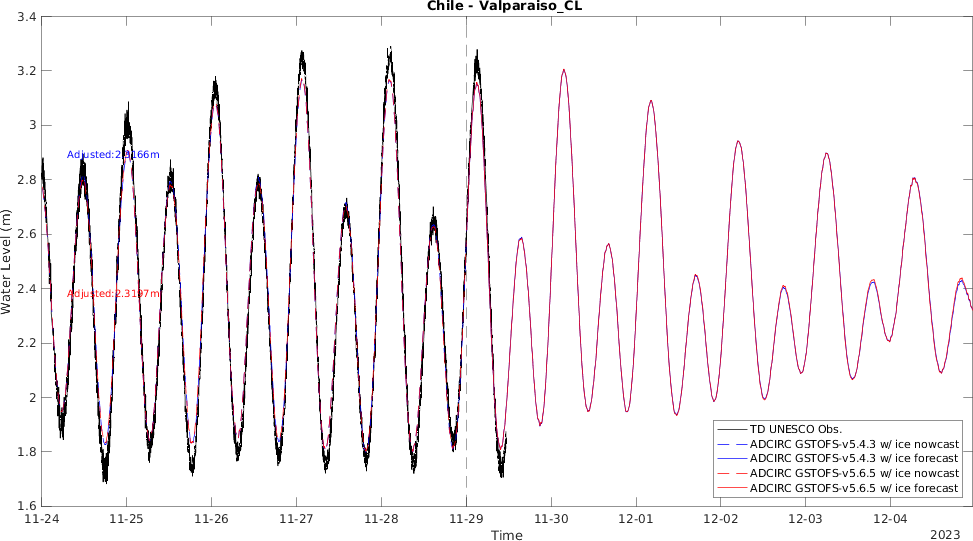 Chile - Valparaiso_CL
3.4
3.2
3
2.8
2.6
2.4
2.2
2
1.8
1.6
Water Level (m)
Adjusted:2.3166m
Adjusted:2.3197m
TD UNESCO Obs.
ADCIRC GSTOFS-v5.4.3 w/ ice nowcast
ADCIRC GSTOFS-v5.4.3 w/ ice forecast
ADCIRC GSTOFS-v5.6.5 w/ ice nowcast
ADCIRC GSTOFS-v5.6.5 w/ ice forecast
11-24 11-25 11-26 11-27 11-28 11-29 11-30 12-01 12-02 12-03 12-04
Time
2023